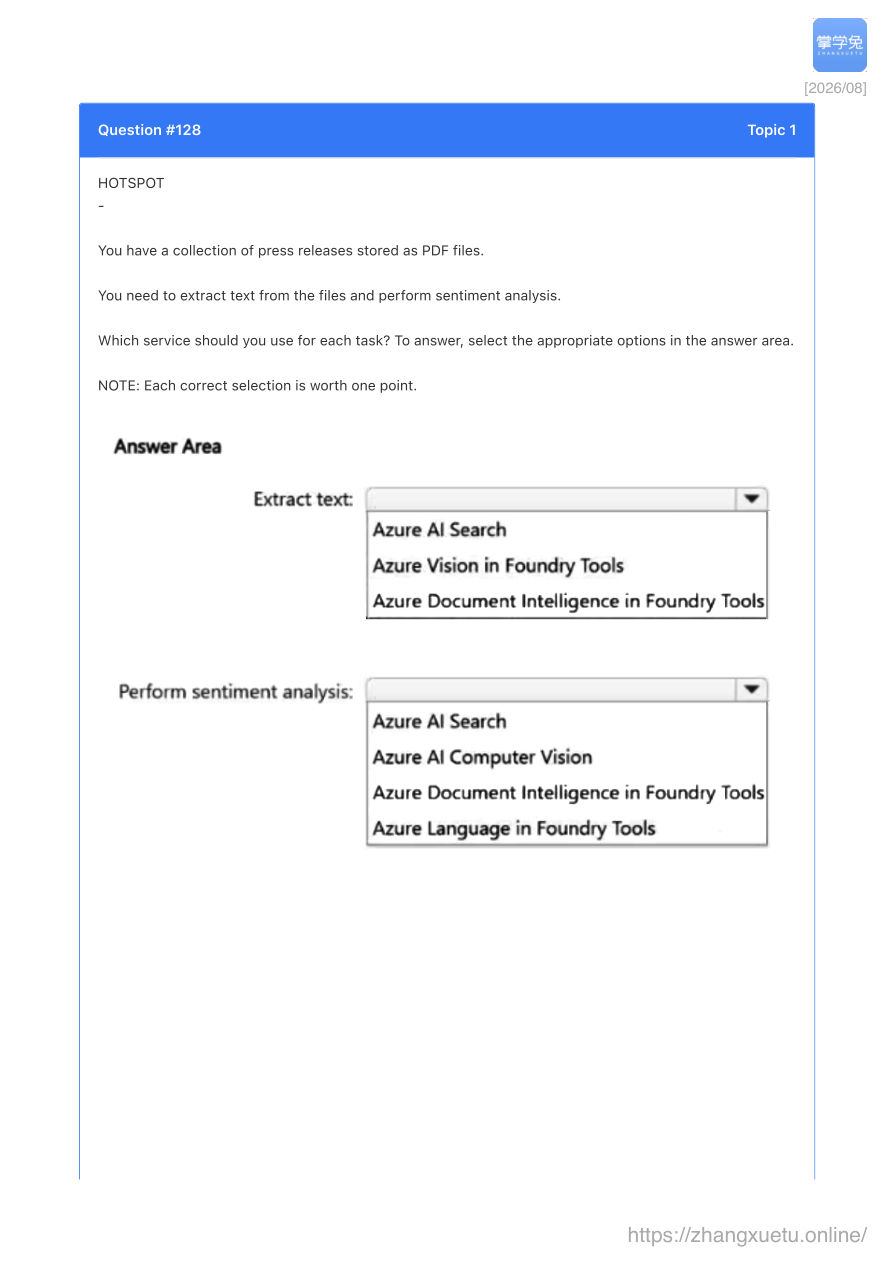 掌学兔
ZHANGXUETU
[2026/08]
Question #128 Topic 1
HOTSPOT
-
You have a collection of press releases stored as PDF files.
You need to extract text from the files and perform sentiment analysis.
Which service should you use for each task? To answer, select the appropriate options in the answer area.
NOTE: Each correct selection is worth one point.
Answer Area
Extract text:
Azure AI Search
Azure Vision in Foundry Tools
Azure Document Intelligence in Foundry Tools
Perform sentiment analysis:
Azure AI Search
Azure AI Computer Vision
Azure Document Intelligence in Foundry Tools
Azure Language in Foundry Tools
https://zhangxuetu.online/